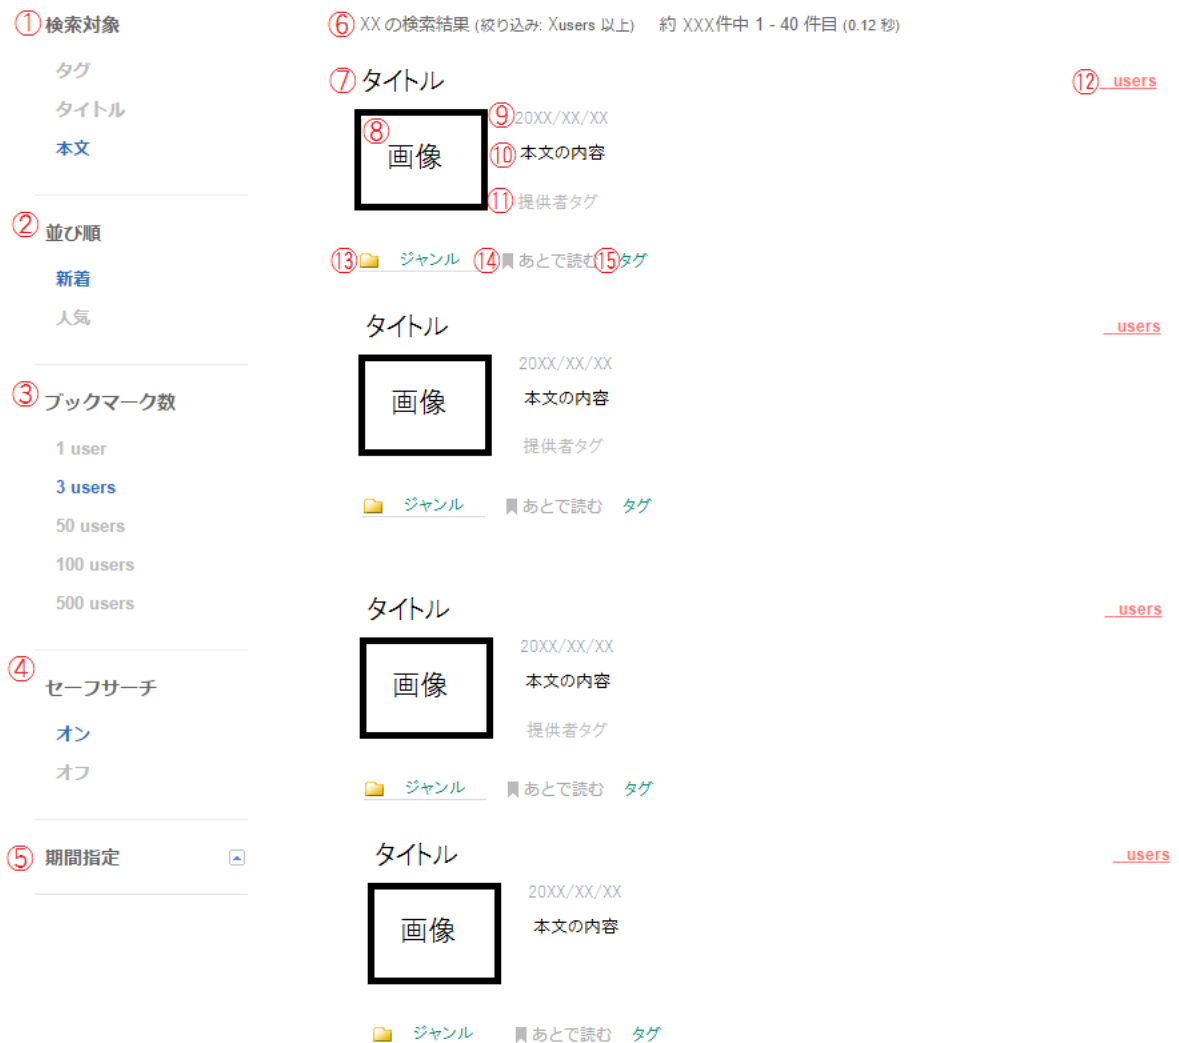 ①検索対象
タグ
タイトル
本文
②並び順
新着
人気
③ブックマーク数
1 user
3 users
50 users
100 users
500 users
④セーフサーチ
オン
オフ
⑤期間指定
⑥XX の検索結果 (絞り込み: Xusers 以上) 約 XXX件中 1 - 40 件目 (0.12 秒)
⑦タイトル
⑫__users
⑧画像
⑨20XX/XX/XX
⑩本文の内容
⑪提供者タグ
⑬ジャンル ⑭あとで読む ⑮タグ
タイトル
__users
画像
20XX/XX/XX
本文の内容
提供者タグ
ジャンル あとで読む タグ
タイトル
__users
画像
20XX/XX/XX
本文の内容
提供者タグ
ジャンル あとで読む タグ
タイトル
__users
画像
20XX/XX/XX
本文の内容
ジャンル あとで読む タグ